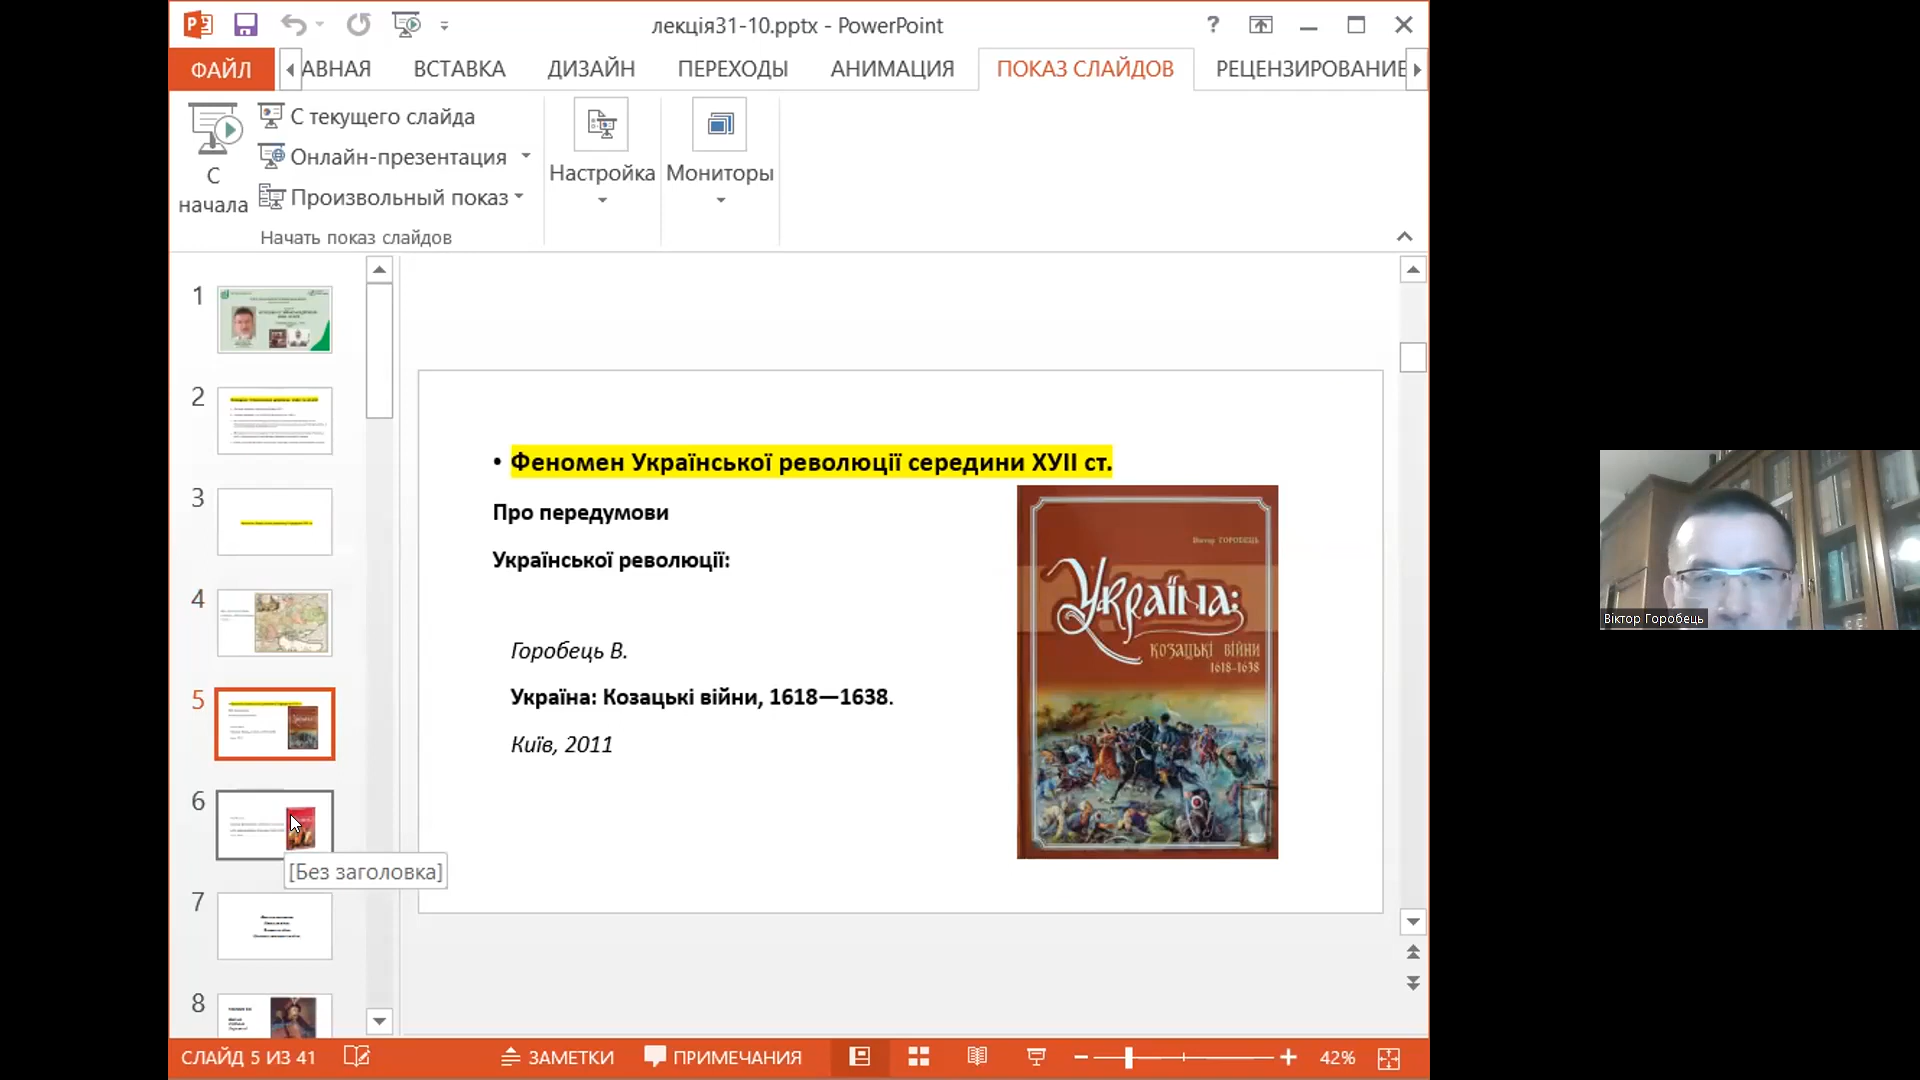 лекція31-10.pptx - PowerPoint
?
ФАЙЛ
АВНАЯ
ВСТАВКА
ДИЗАЙН
ПЕРЕХОДЫ
АНИМАЦИЯ
ПОКАЗ СЛАЙДОВ
РЕЦЕНЗИРОВАНИЕ
С начала
С текущего слайда
Онлайн-презентация
Произвольный показ
Начать показ слайдов
Настройка
Мониторы
1
2
3
4
5
6
[Без заголовка]
7
8
• Феномен Української революції середини ХУІІ ст.
Про передумови
Української революції:
Горобець В.
Україна: Козацькі війни, 1618—1638.
Київ, 2011
Віктор ГОРОБЕЦЬ
Україна:
козацькі війни
1618-1638
Віктор Горобець
СЛАЙД 5 ИЗ 41
ЗАМЕТКИ
ПРИМЕЧАНИЯ
42%